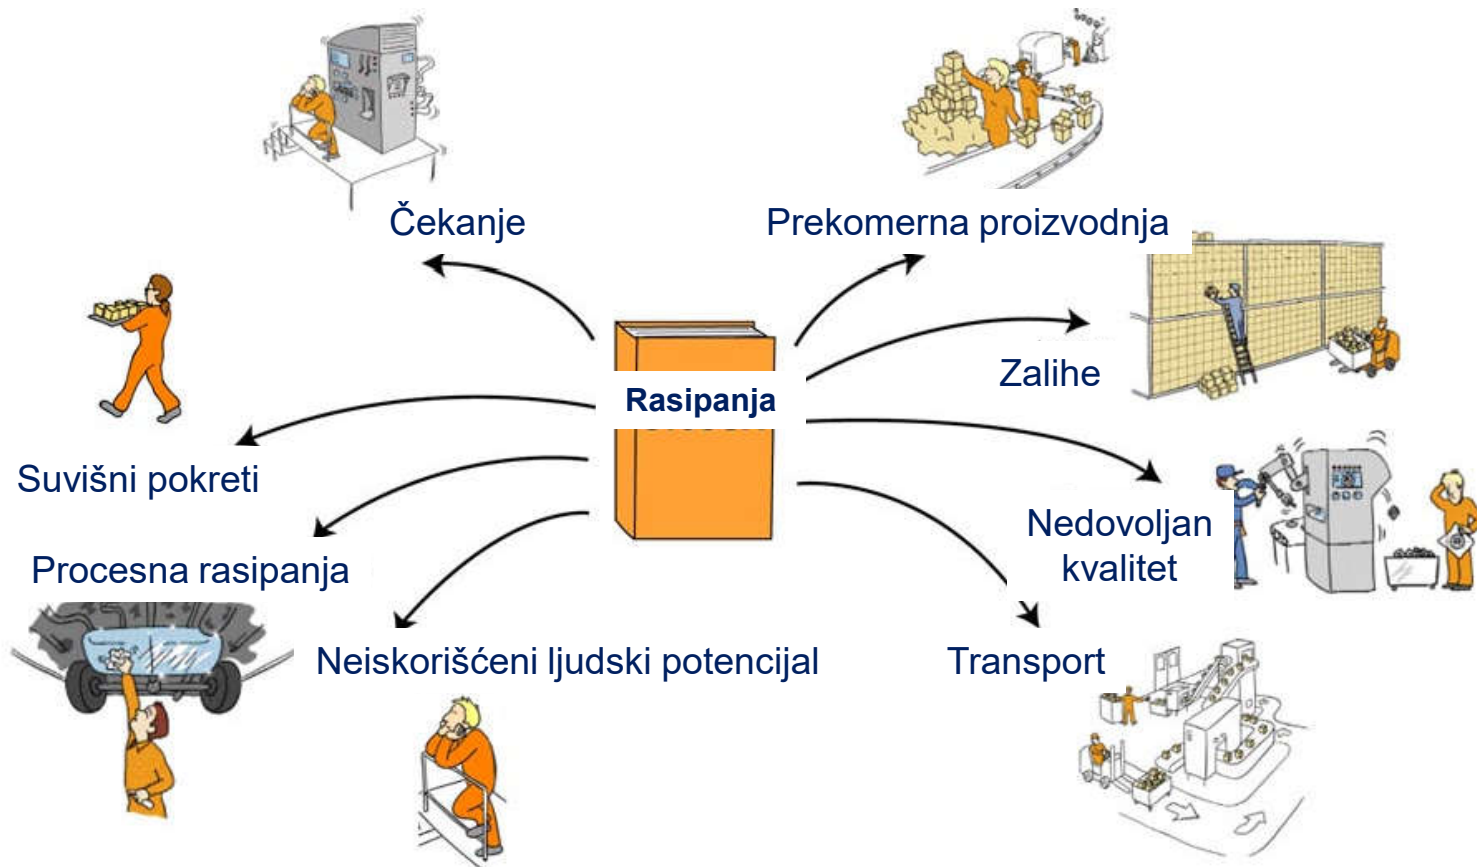 Čekanje
Prekomerna proizvodnja
Zalihe
Rasipanja
Suvišni pokreti
Nedovoljan
kvalitet
Procesna rasipanja
Neiskorišćeni ljudski potencijal
Transport